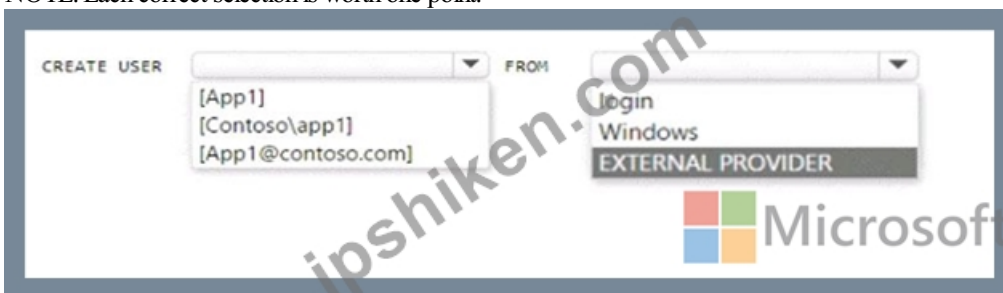 NOTE: Each correct selection is worth one point.
CREATE USER FROM
[App1]
[Contoso\app1]
[App1@contoso.com]
login
Windows
EXTERNAL PROVIDER
Microsoft
jpshiken.com